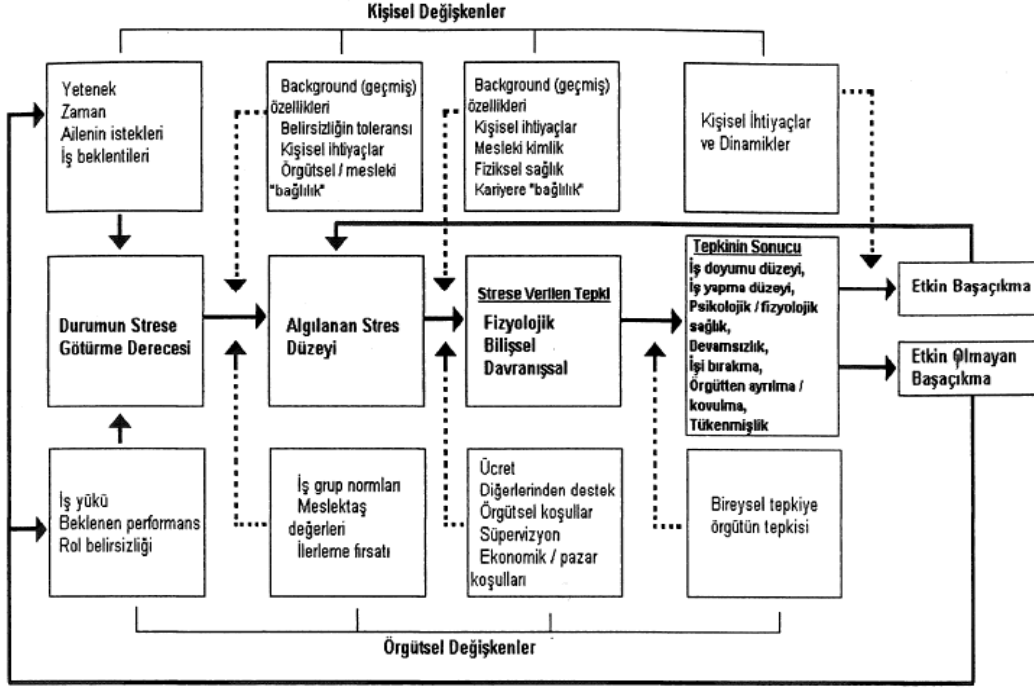 Kişisel Değişkenler
Yetenek
Zaman
Ailenin istekleri
İş beklentileri
Background (geçmiş)
özellikleri
Belirsizliğin toleransı
Kişisel ihtiyaçlar
Örgütsel / mesleki
"bağlılık"
Background (geçmiş)
özellikleri
Kişisel ihtiyaçlar
Mesleki kimlik
Fiziksel sağlık
Kariyere "bağlılık"
Kişisel İhtiyaçlar
ve Dinamikler
Durumun Strese
Götürme Derecesi
Algılanan Stres
Düzeyi
Strese Verilen Tepki
Fizyolojik
Bilişsel
Davranışsal
Tepkinin Sonucu
İş doyumu düzeyi,
İş yapma düzeyi,
Psikolojik / fizyolojik
sağlık,
Devamsızlık,
İşi bırakma,
Örgütten ayrılma /
kovulma,
Tükenmişlik
Etkin Başaçıkma
Etkin Olmayan
Başaçıkma
İş yükü
Beklenen performans
Rol belirsizliği
İş grup normları
Meslektaş
değerleri
İlerleme fırsatı
Ücret
Diğerlerinden destek
Örgütsel koşullar
Süpervizyon
Ekonomik / pazar
koşulları
Bireysel tepkiye
örgütün tepkisi
Örgütsel Değişkenler